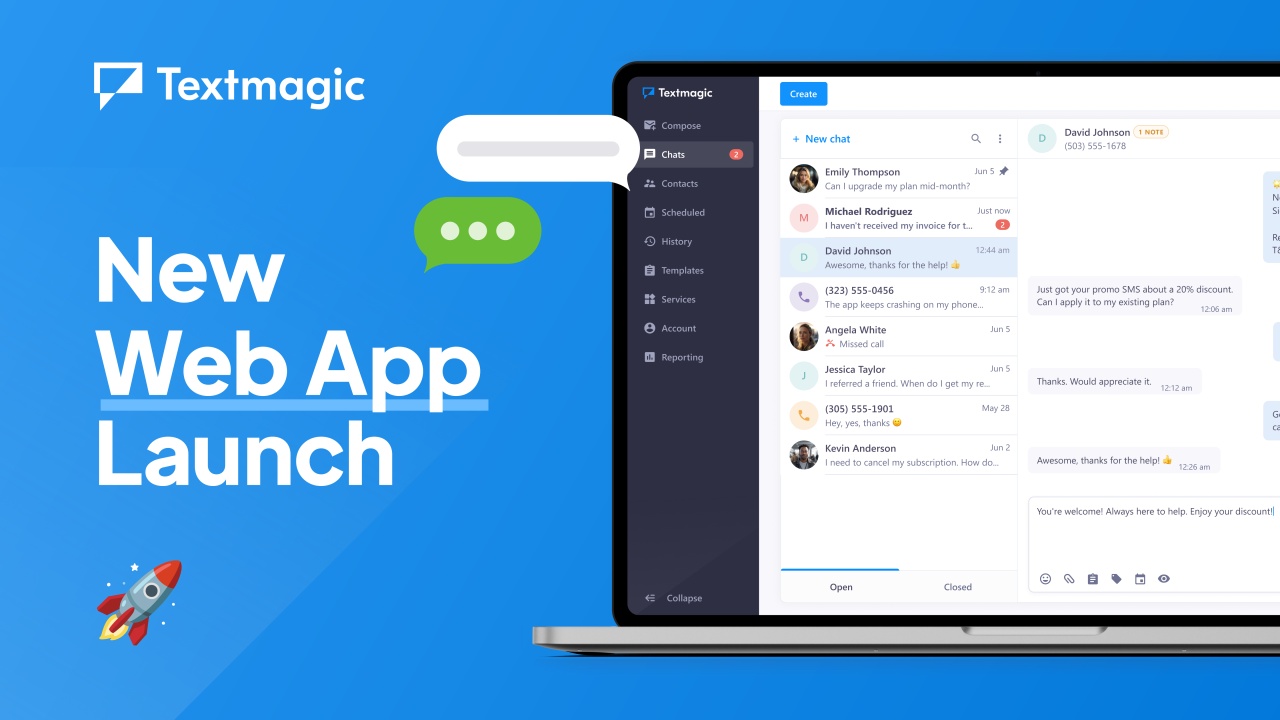 Textmagic
New
Web App
Launch
Textmagic
Compose
Chats
2
Contacts
Scheduled
History
Templates
Services
Account
Reporting
Collapse
Create
+ New chat
Emily Thompson
Jun 5
Can I upgrade my plan mid-month?
Michael Rodriguez
Just now
I haven't received my invoice for t...
2
D
David Johnson
12:44 am
Awesome, thanks for the help! 👍
(323) 555-0456
9:12 am
The app keeps crashing on my phone...
Angela White
Jun 5
Missed call
J
Jessica Taylor
Jun 5
I referred a friend. When do I get my re...
(305) 555-1901
May 28
Hey, yes, thanks 😊
Kevin Anderson
Jun 2
I need to cancel my subscription. How do...
Open
Closed
D
David Johnson
1 NOTE
(503) 555-1678
Just got your promo SMS about a 20% discount.
Can I apply it to my existing plan?
12:06 am
Thanks. Would appreciate it.
12:12 am
Awesome, thanks for the help! 👍
12:26 am
You're welcome! Always here to help. Enjoy your discount!